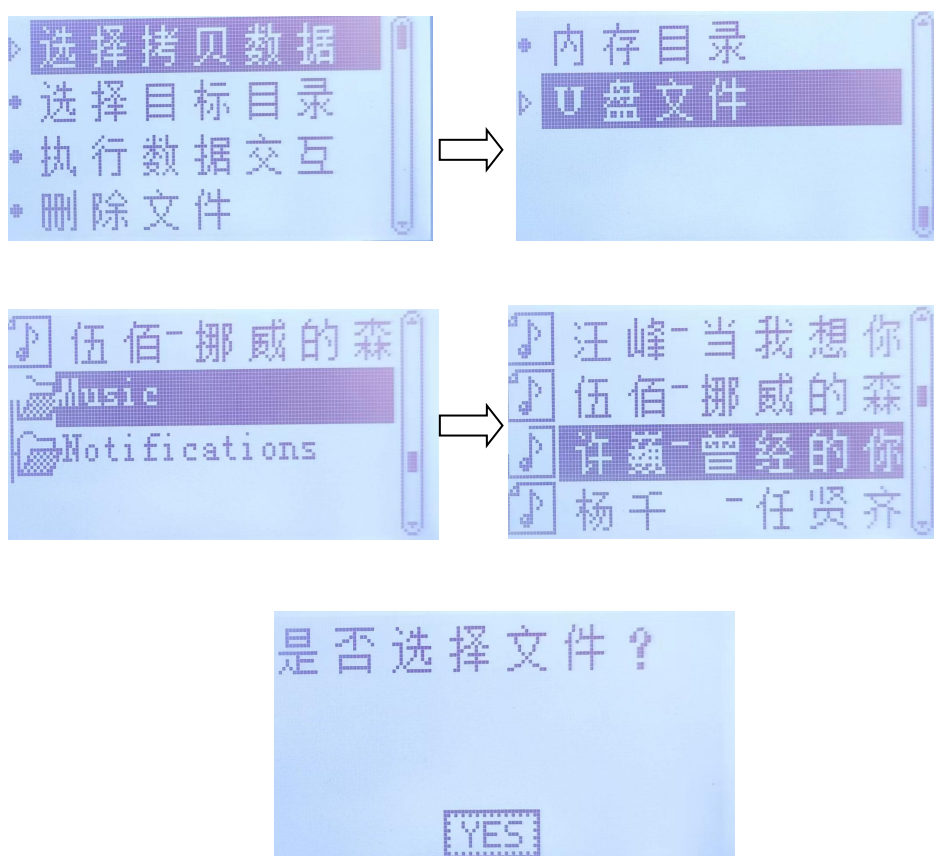 选择拷贝数据
选择目标目录
执行数据交互
删除文件
内存目录
U盘文件
伍佰-挪威的森
Music
Notifications
汪峰-当我想你
伍佰-挪威的森
许巍-曾经的你
杨千 -任贤齐
是否选择文件?
YES